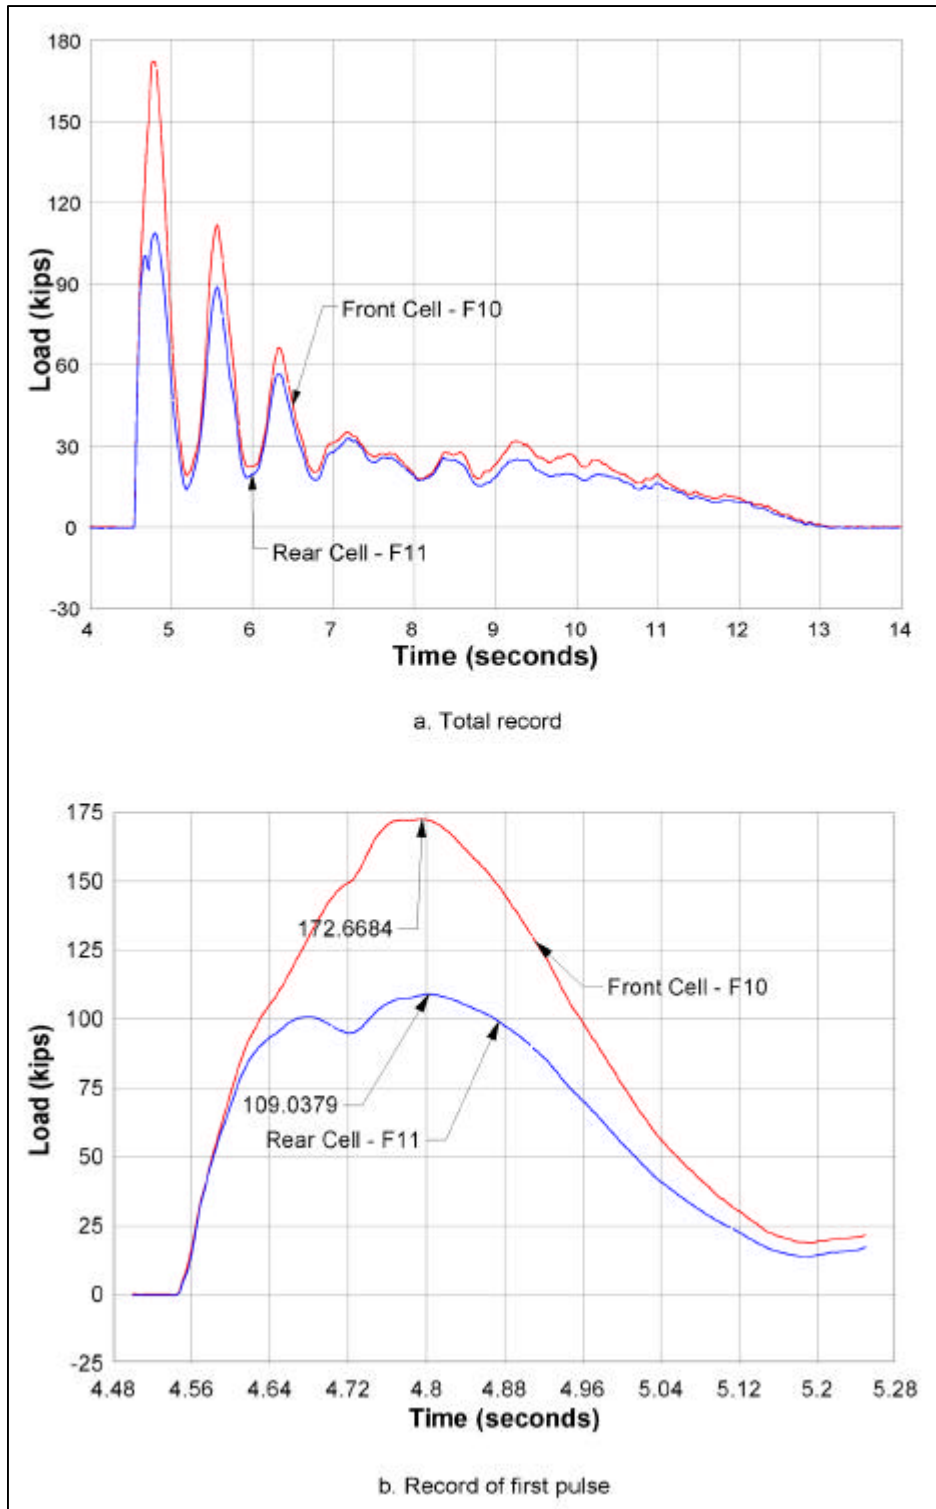 180
150
120
90
60
30
0
-30
Load (kips)
Front Cell - F10
Rear Cell - F11
4 5 6 7 8 9 10 11 12 13 14
Time (seconds)
a. Total record
175
150
125
100
75
50
25
0
-25
Load (kips)
172.6684
Front Cell - F10
109.0379
Rear Cell - F11
4.48 4.56 4.64 4.72 4.8 4.88 4.96 5.04 5.12 5.2 5.28
Time (seconds)
b. Record of first pulse